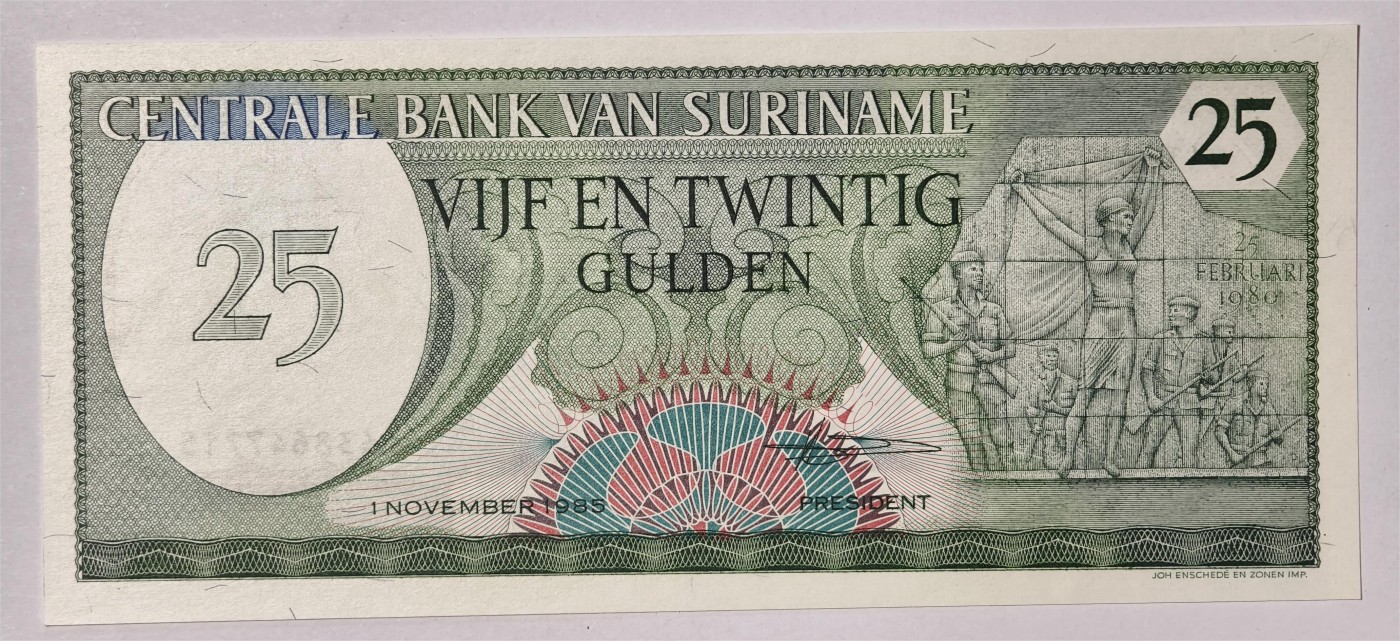 CENTRALE BANK VAN SURINAME
25
VIJF EN TWINTIG
GULDEN
25
25
FEBRUARI
1980
1 NOVEMBER 1985
PRESIDENT
JOH ENSCHEDE EN ZONEN IMP.